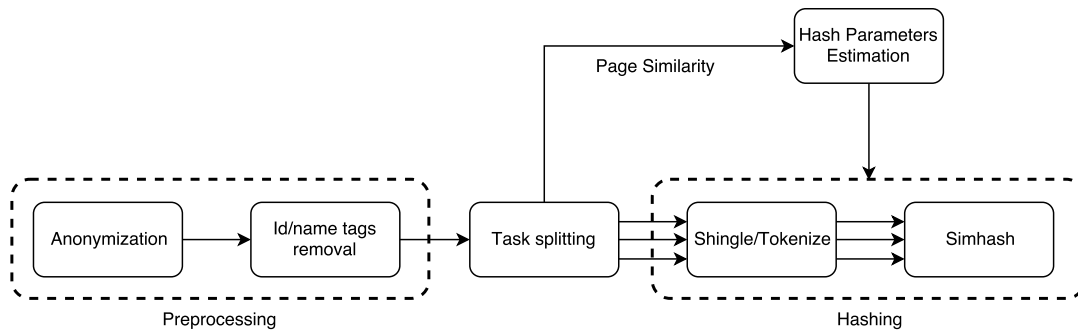 Hash Parameters
Estimation
Page Similarity
Anonymization
Id/name tags
removal
Task splitting
Shingle/Tokenize
Simhash
Preprocessing
Hashing